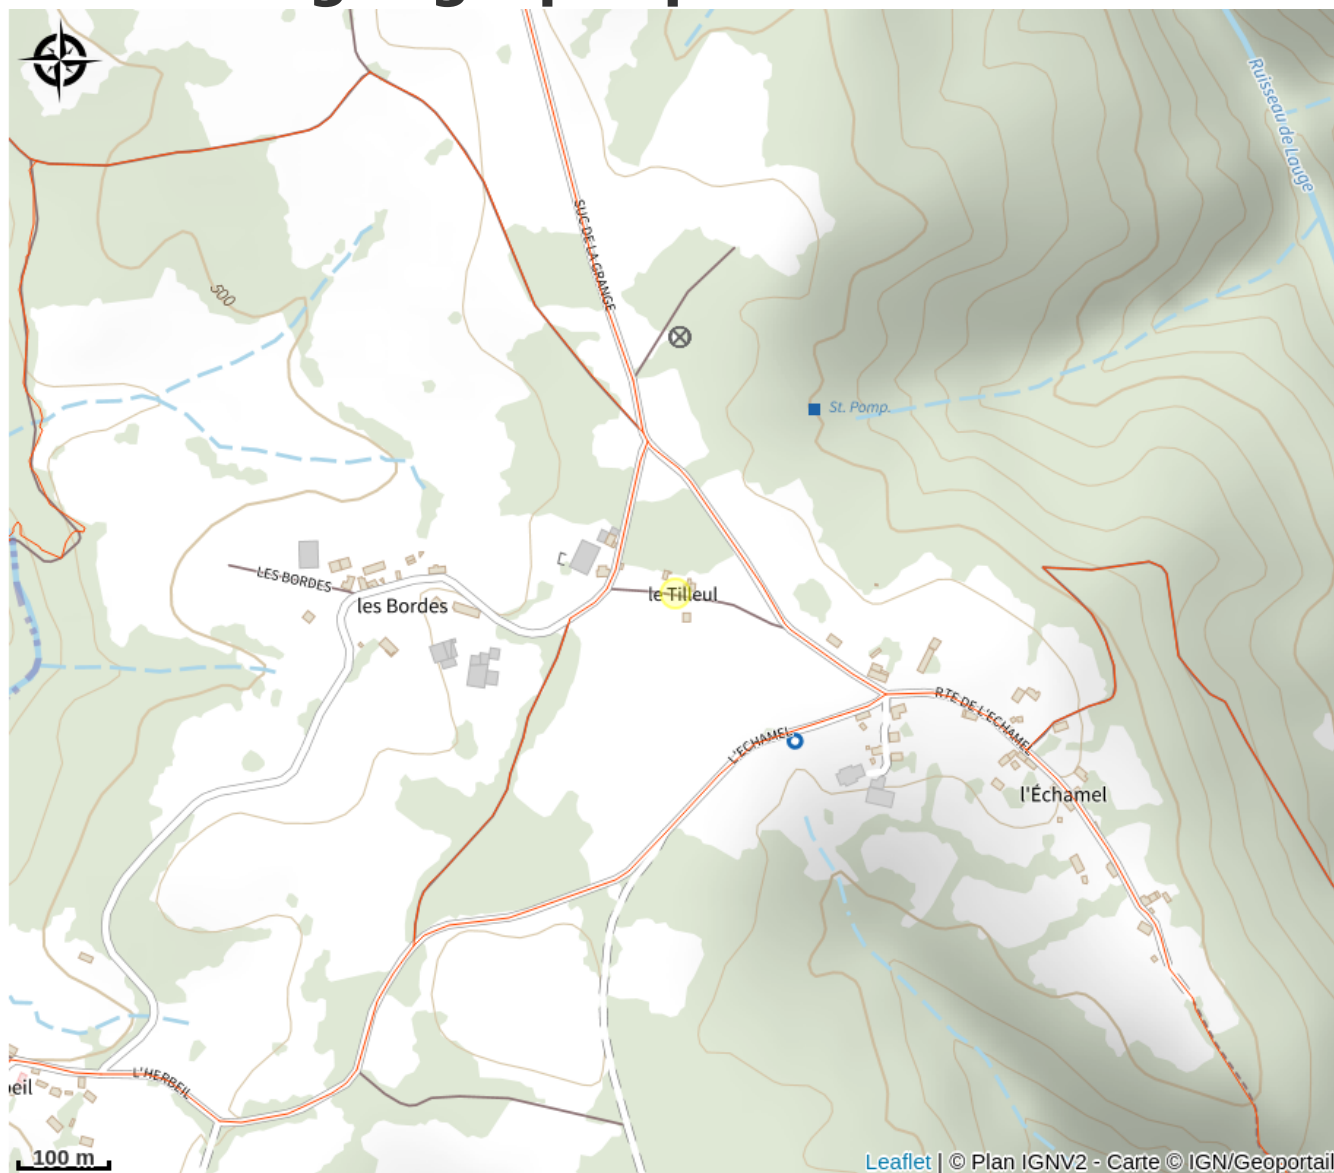 Ruisseau de Lauge
SUC DE LA GRANGE
500
St. Pomp.
LES BORDES
les Bordes
le Tilleul
RTE DE L'ECHAMEL
L'ECHAMEL
l'Échamel
L'HERBEIL
100 m
Leaflet | © Plan IGNV2 - Carte © IGN/Geoportail